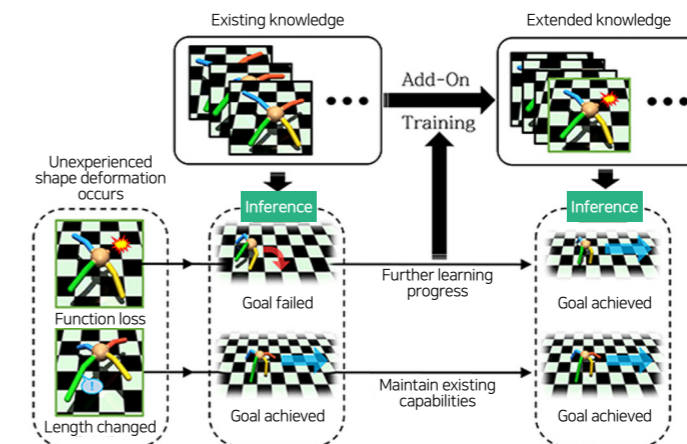 Existing knowledge
Extended knowledge
Add-On
Training
Unexperienced
shape deformation
occurs
Inference
Inference
Function loss
Goal failed
Further learning
progress
Goal achieved
Length changed
!
Goal achieved
Maintain existing
capabilities
Goal achieved